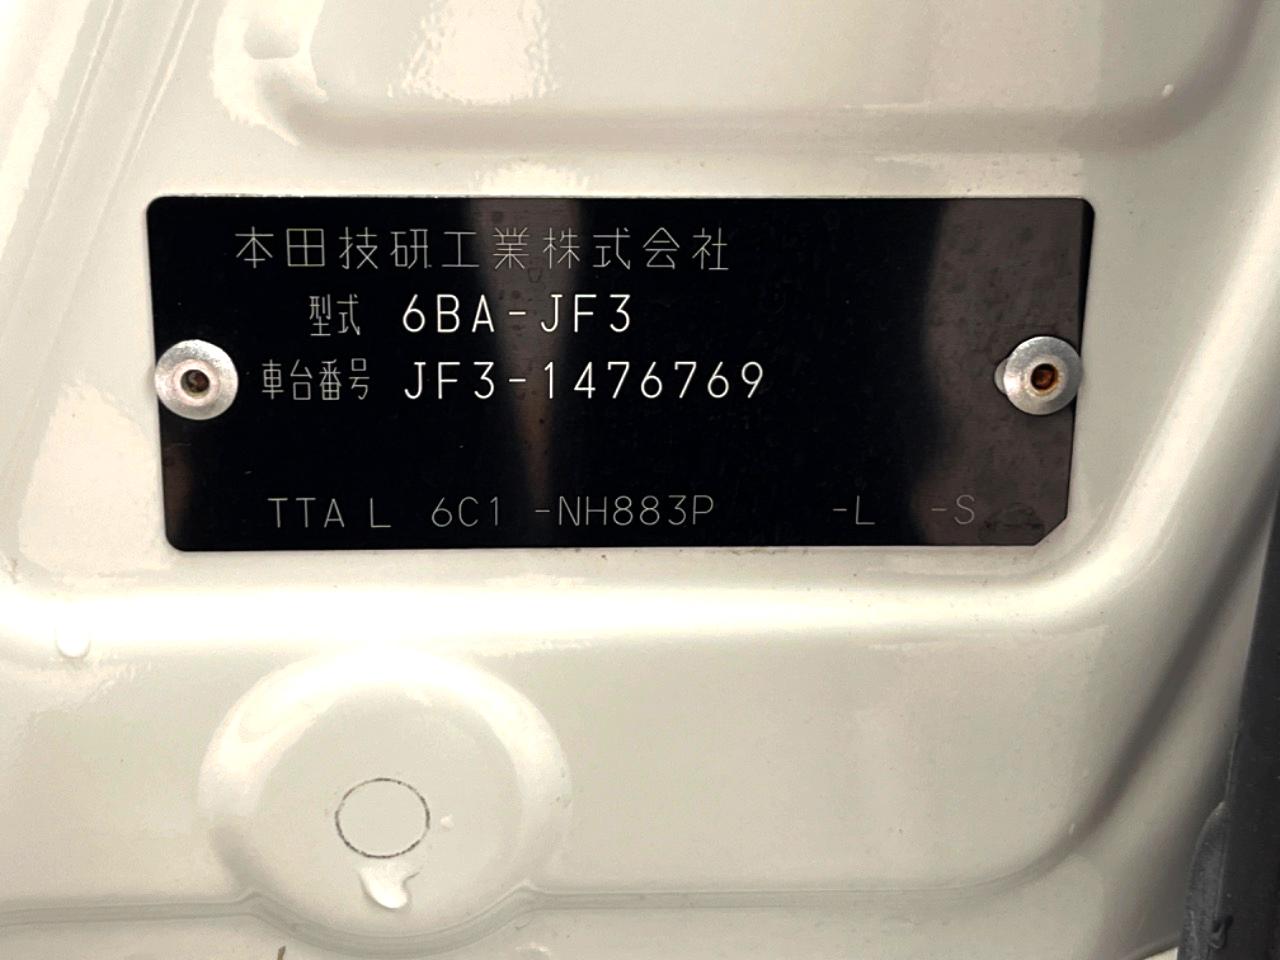 本田技研工業株式会社
型式 6BA-JF3
車台番号 JF3-1476769
TTA L 6C1 -NH883P -L -S